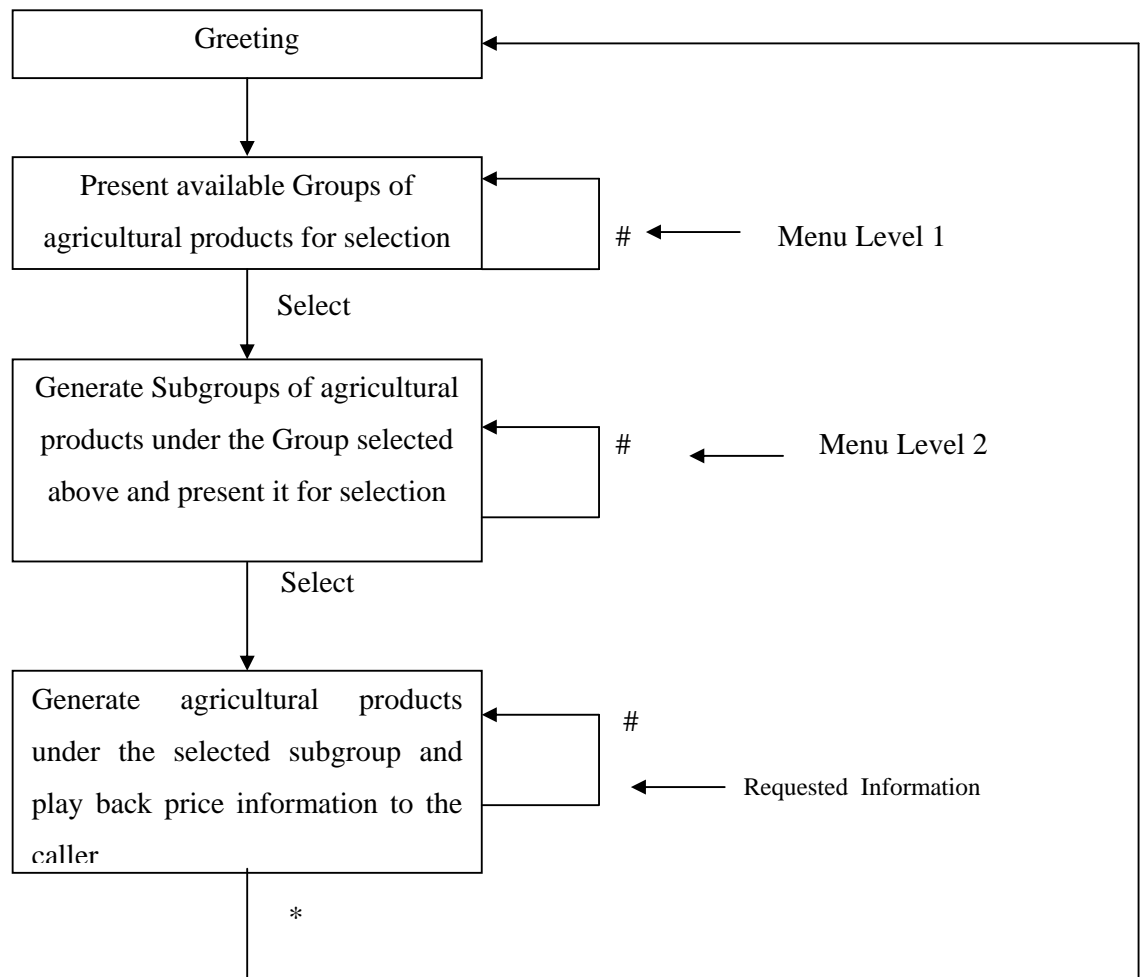 Greeting
Present available Groups of
agricultural products for selection
# Menu Level 1
Select
Generate Subgroups of agricultural
products under the Group selected
above and present it for selection
# Menu Level 2
Select
Generate agricultural products
under the selected subgroup and
play back price information to the
caller
#
Requested Information
*